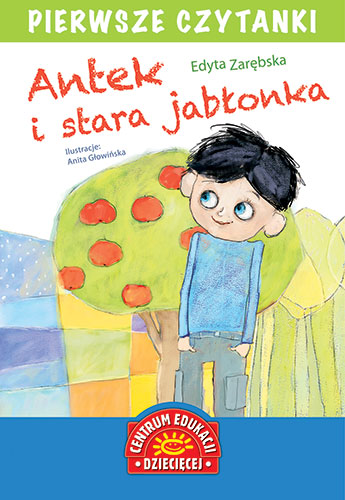 PIERWSZE CZYTANKI
Edyta Zarębska
Antek
i stara jabłonka
Ilustracje:
Anita Głowińska
CENTRUM EDUKACJI
DZIECIĘCEJ